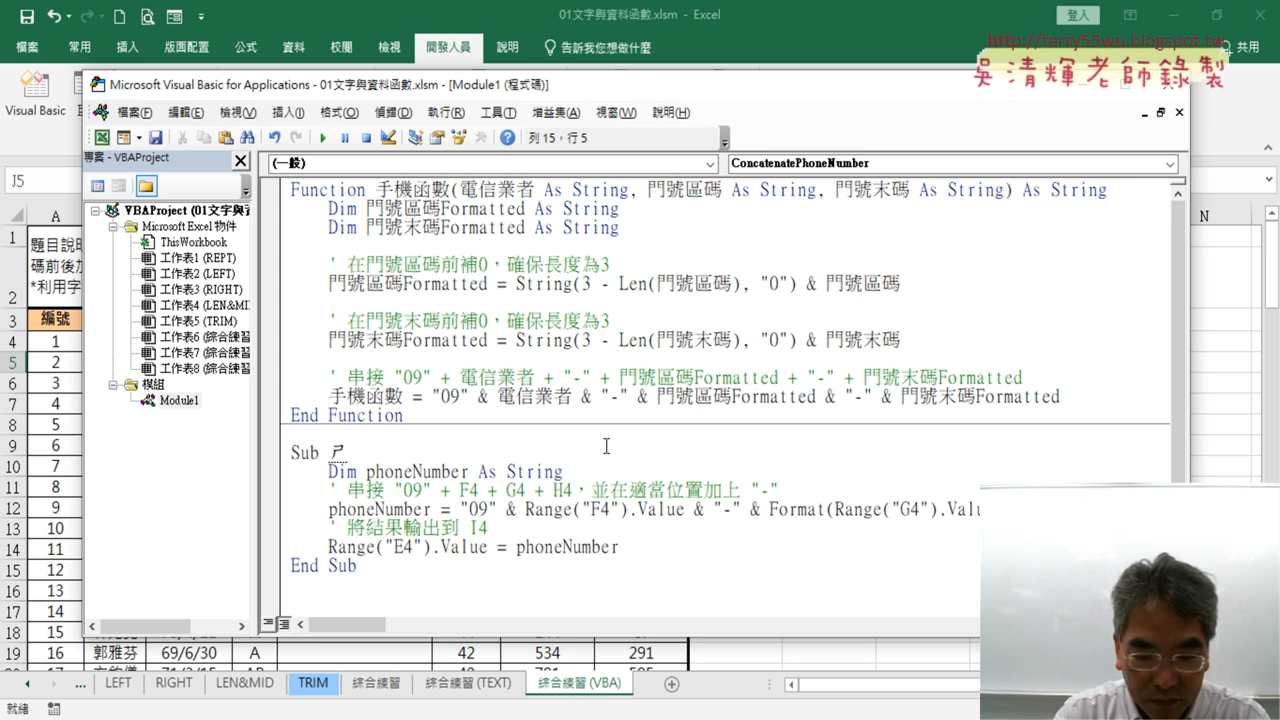 01文字與資料函數.xlsm - Excel
登入
檔案 常用 插入 版面配置 公式 資料 校閱 檢視 開發人員 說明 告訴我您想做什麼 共用
http://terry55wu.blogspot.tw
吳清輝老師錄製
Visual Basic
Microsoft Visual Basic for Applications - 01文字與資料函數.xlsm - [Module1 (程式碼)]
檔案(F) 編輯(E) 檢視(V) 插入(I) 格式(O) 偵錯(D) 執行(R) 工具(T) 增益集(A) 視窗(W) 說明(H)
列 15，行 5
專案 - VBAProject
(一般) ConcatenatePhoneNumber
VBAProject (01文字與
Microsoft Excel 物件
ThisWorkbook
工作表1 (REPT)
工作表2 (LEFT)
工作表3 (RIGHT)
工作表4 (LEN&MID
工作表5 (TRIM)
工作表6 (綜合練習
工作表7 (綜合練習
工作表8 (綜合練習
模組
Module1
Function 手機函數(電信業者 As String, 門號區碼 As String, 門號末碼 As String) As String
Dim 門號區碼Formatted As String
Dim 門號末碼Formatted As String
' 在門號區碼前補0，確保長度為3
門號區碼Formatted = String(3 - Len(門號區碼), "0") & 門號區碼
' 在門號末碼前補0，確保長度為3
門號末碼Formatted = String(3 - Len(門號末碼), "0") & 門號末碼
' 串接 "09" + 電信業者 + "-" + 門號區碼Formatted + "-" + 門號末碼Formatted
手機函數 = "09" & 電信業者 & "-" & 門號區碼Formatted & "-" & 門號末碼Formatted
End Function
Sub ㄕ
Dim phoneNumber As String
' 串接 "09" + F4 + G4 + H4，並在適當位置加上 "-"
phoneNumber = "09" & Range("F4").Value & "-" & Format(Range("G4").Valu
' 將結果輸出到 I4
Range("E4").Value = phoneNumber
End Sub
J5
A N
1 題目說明
碼前後加
2 *利用字
3 編號
4 1
5 2
6 3
7 4
8 5
9 6
10 7
11 8
12 9
13 10
14 11
15 12
16 13
17 14
18 15
19 16 郭雅芬 69/6/30 A 42 534 291
... LEFT RIGHT LEN&MID TRIM 綜合練習 綜合練習 (TEXT) 綜合練習 (VBA)
就緒